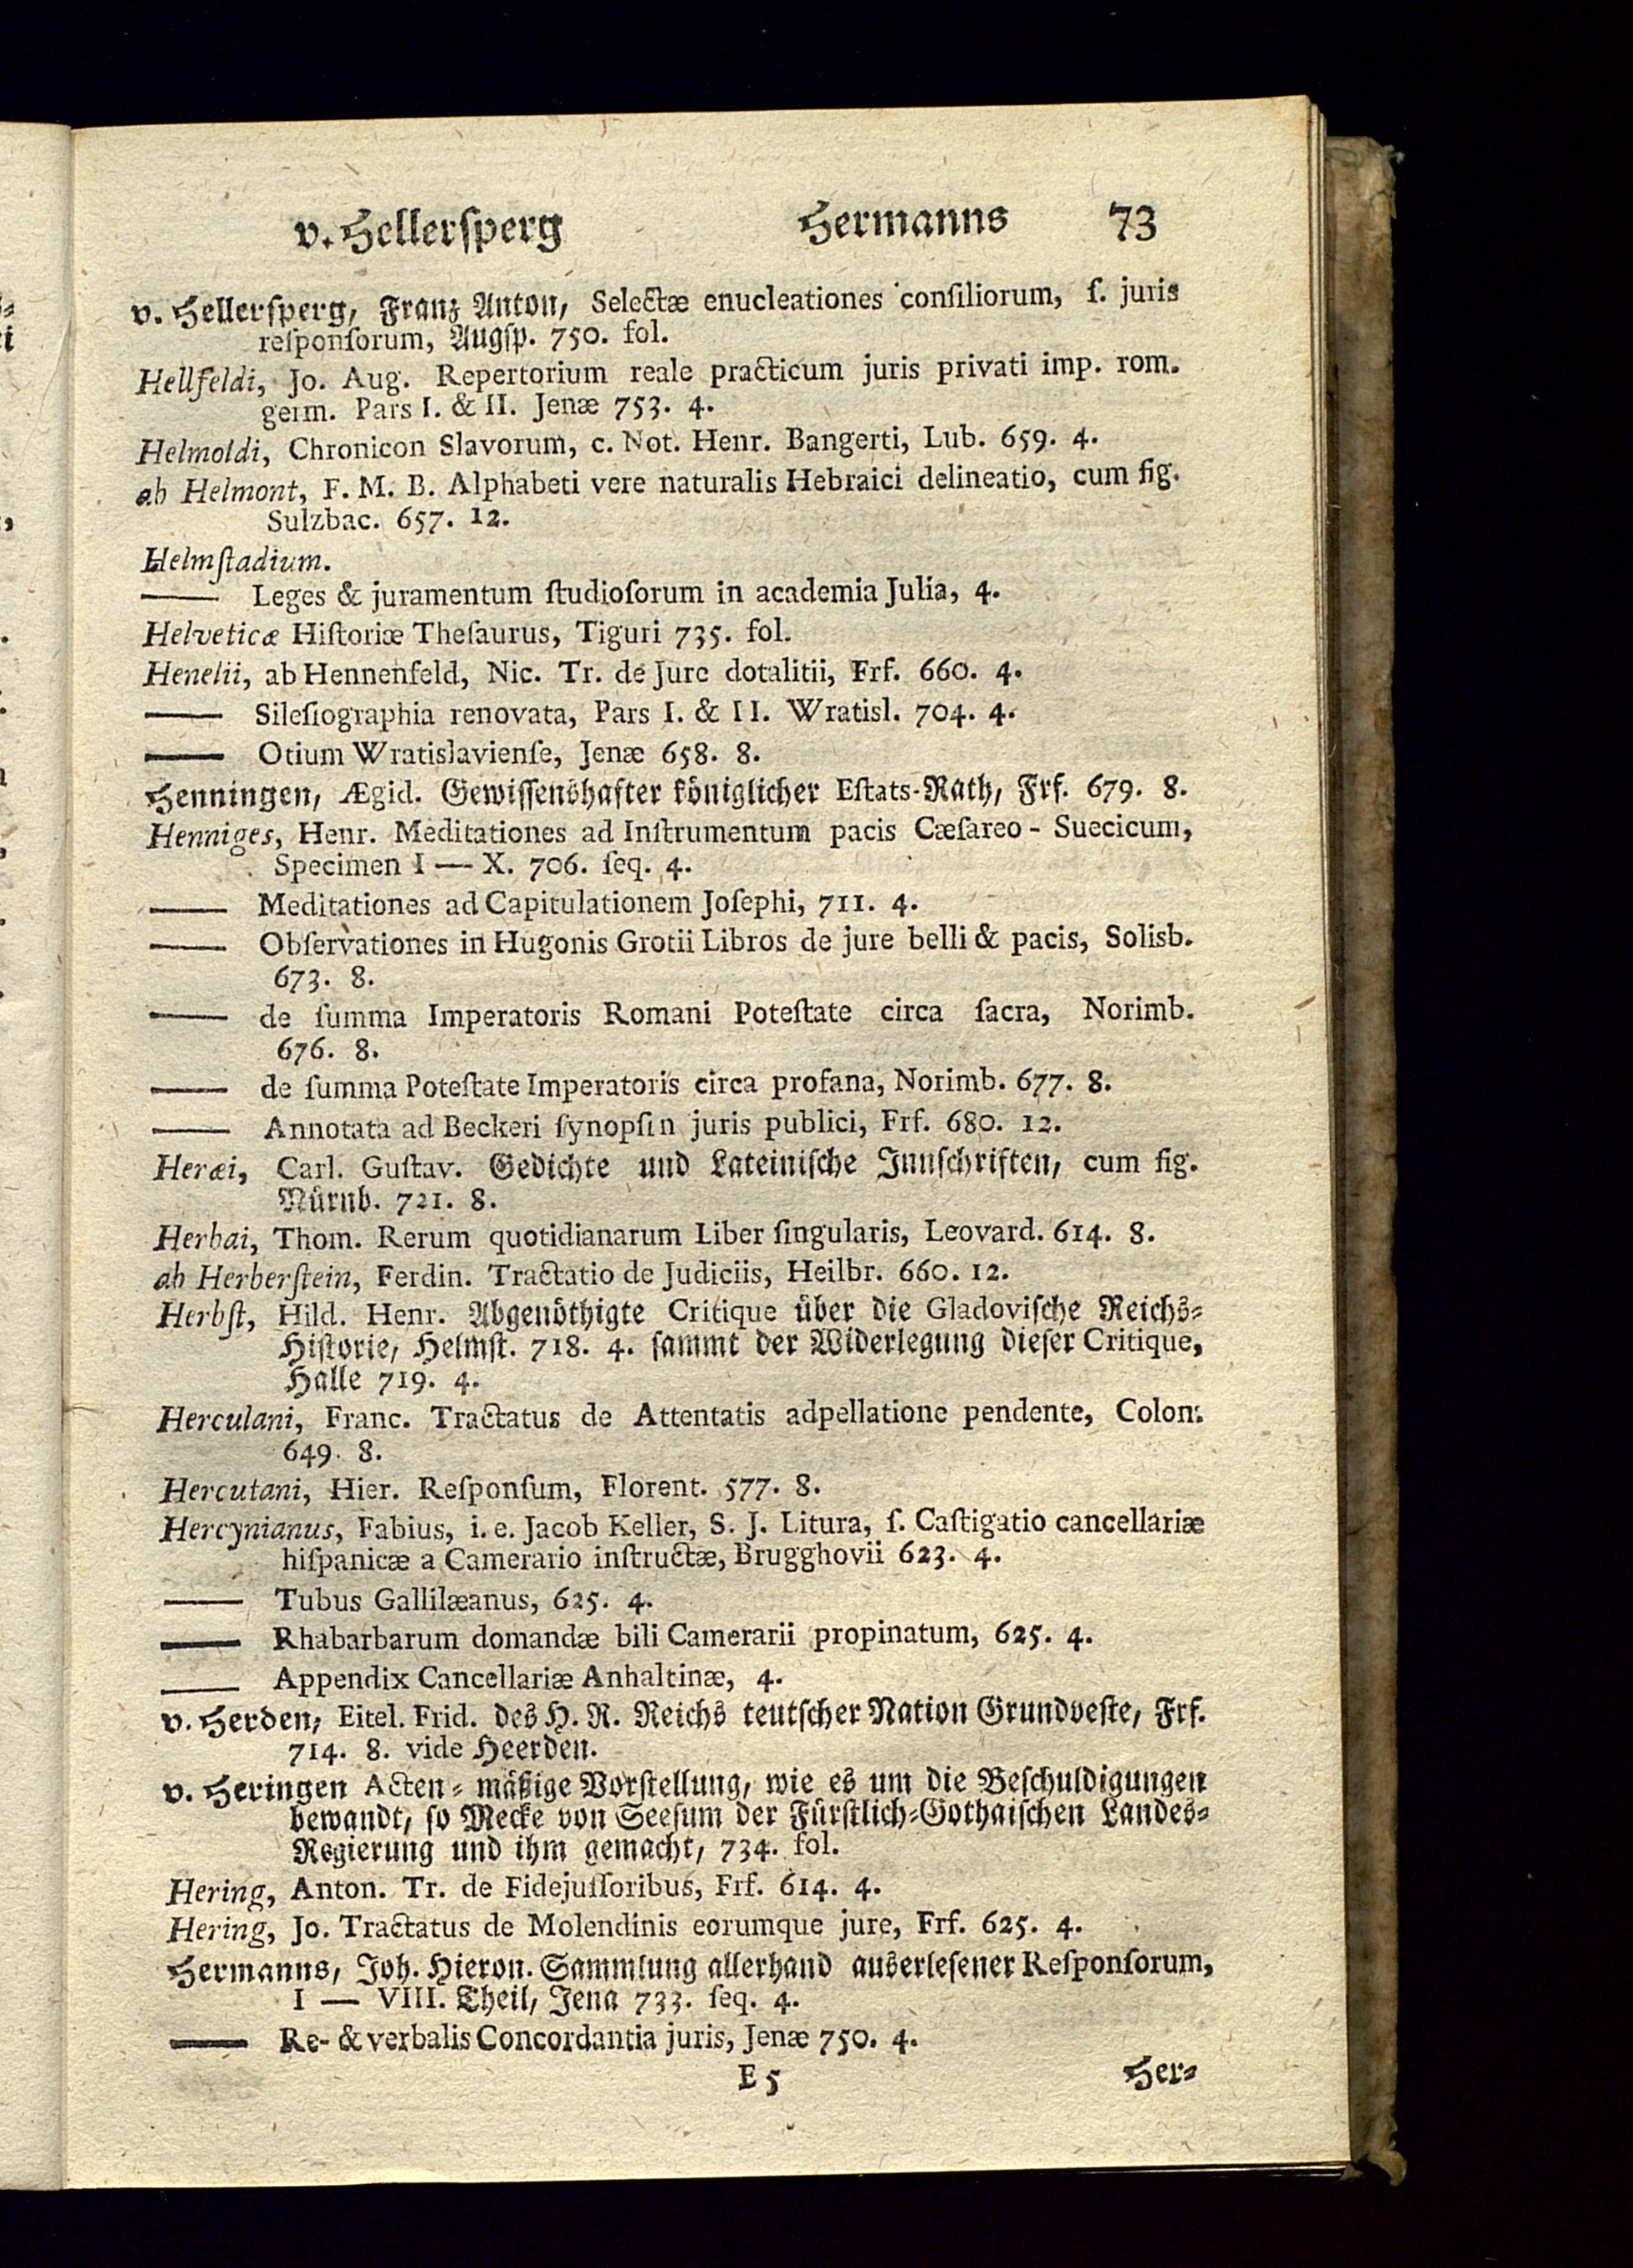 v. Hellerſperg Hermanns 73
v. Hellerſperg, Franz Anton, Selectæ enucleationes conſiliorum, ſ. juris
reſponſorum, Augſp. 750. fol.
Hellfeldi, Jo. Aug. Repertorium reale practicum juris privati imp. rom.
germ. Pars I. & II. Jenæ 753. 4.
Helmoldi, Chronicon Slavorum, c. Not. Henr. Bangerti, Lub. 659. 4.
ab Helmont, F. M. B. Alphabeti vere naturalis Hebraici delineatio, cum fig.
Sulzbac. 657. 12.
Helmſtadium.
—— Leges & juramentum ſtudioſorum in academia Julia, 4.
Helveticæ Hiſtoriæ Theſaurus, Tiguri 735. fol.
Henelii, ab Hennenfeld, Nic. Tr. de Jure dotalitii, Frf. 660. 4.
—— Sileſiographia renovata, Pars I. & II. Wratisl. 704. 4.
—— Otium Wratislavienſe, Jenæ 658. 8.
Henningen, Ægid. Gewiſſenshafter königlicher Eſtats-Rath, Frf. 679. 8.
Henniges, Henr. Meditationes ad Inſtrumentum pacis Cæſareo - Suecicum,
Specimen I — X. 706. ſeq. 4.
—— Meditationes ad Capitulationem Joſephi, 711. 4.
—— Obſervationes in Hugonis Grotii Libros de jure belli & pacis, Solisb.
673. 8.
—— de ſumma Imperatoris Romani Poteſtate circa ſacra, Norimb.
676. 8.
—— de ſumma Poteſtate Imperatoris circa profana, Norimb. 677. 8.
—— Annotata ad Beckeri ſynopſin juris publici, Frf. 680. 12.
Heræi, Carl. Guſtav. Gedichte und Lateiniſche Innſchriften, cum fig.
Nürnb. 721. 8.
Herbai, Thom. Rerum quotidianarum Liber ſingularis, Leovard. 614. 8.
ab Herberſtein, Ferdin. Tractatio de Judiciis, Heilbr. 660. 12.
Herbſt, Hild. Henr. Abgenöthigte Critique über die Gladoviſche Reichs-
Hiſtorie, Helmſt. 718. 4. ſammt der Widerlegung dieſer Critique,
Halle 719. 4.
Herculani, Franc. Tractatus de Attentatis adpellatione pendente, Colon.
649. 8.
Hercutani, Hier. Reſponſum, Florent. 577. 8.
Hercynianus, Fabius, i. e. Jacob Keller, S. J. Litura, ſ. Caſtigatio cancellariæ
hiſpanicæ a Camerario inſtructæ, Brugghovii 623. 4.
—— Tubus Gallilæanus, 625. 4.
—— Rhabarbarum domandæ bili Camerarii propinatum, 625. 4.
—— Appendix Cancellariæ Anhaltinæ, 4.
v. Herden, Eitel. Frid. des H. R. Reichs teutſcher Nation Grundveſte, Frf.
714. 8. vide Heerden.
v. Heringen Acten - mäßige Vorſtellung, wie es um die Beſchuldigungen
bewandt, ſo Mecke von Seeſum der Fürſtlich-Gothaiſchen Landes-
Regierung und ihm gemacht, 734. fol.
Hering, Anton. Tr. de Fidejuſſoribus, Frf. 614. 4.
Hering, Jo. Tractatus de Molendinis eorumque jure, Frf. 625. 4.
Hermanns, Joh. Hieron. Sammlung allerhand auserleſener Reſponſorum,
I — VIII. Theil, Jena 733. ſeq. 4.
—— Re- & verbalis Concordantia juris, Jenæ 750. 4.
E 5 Her-